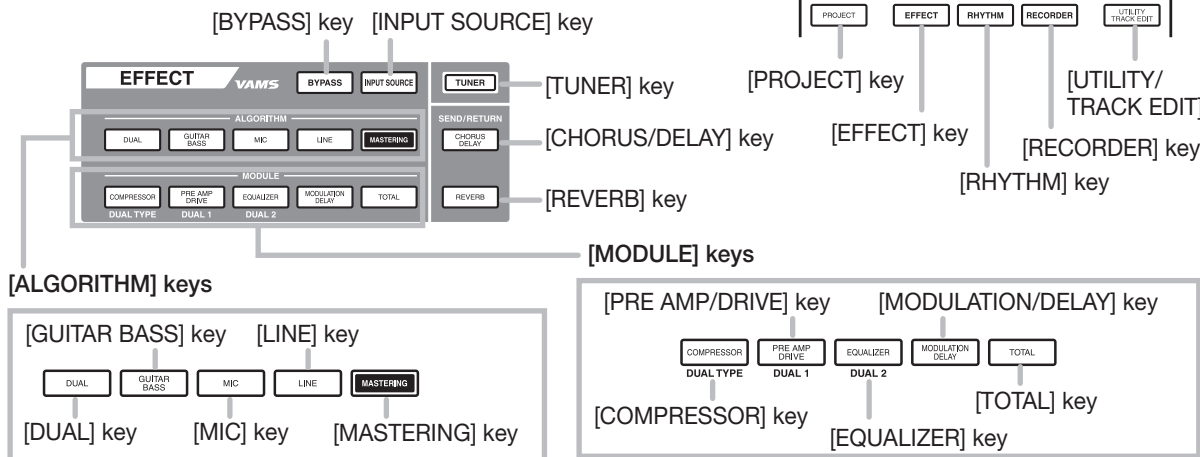 [BYPASS] key [INPUT SOURCE] key
EFFECT VAMS BYPASS INPUT SOURCE TUNER
[TUNER] key
ALGORITHM
SEND/RETURN
DUAL GUITAR BASS MIC LINE MASTERING CHORUS DELAY
[CHORUS/DELAY] key
MODULE
COMPRESSOR PRE AMP DRIVE EQUALIZER MODULATION DELAY TOTAL REVERB
[REVERB] key
DUAL TYPE DUAL 1 DUAL 2
PROJECT EFFECT RHYTHM RECORDER UTILITY TRACK EDIT
[PROJECT] key
[UTILITY/
TRACK EDIT]
[EFFECT] key
[RECORDER] key
[RHYTHM] key
[MODULE] keys
[ALGORITHM] keys
[GUITAR BASS] key [LINE] key
DUAL GUITAR BASS MIC LINE MASTERING
[DUAL] key [MIC] key [MASTERING] key
[PRE AMP/DRIVE] key [MODULATION/DELAY] key
COMPRESSOR PRE AMP DRIVE EQUALIZER MODULATION DELAY TOTAL
DUAL TYPE DUAL 1 DUAL 2
[COMPRESSOR] key
[TOTAL] key
[EQUALIZER] key